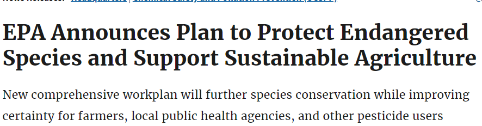 EPA Announces Plan to Protect Endangered
Species and Support Sustainable Agriculture
New comprehensive workplan will further species conservation while improving
certainty for farmers, local public health agencies, and other pesticide users